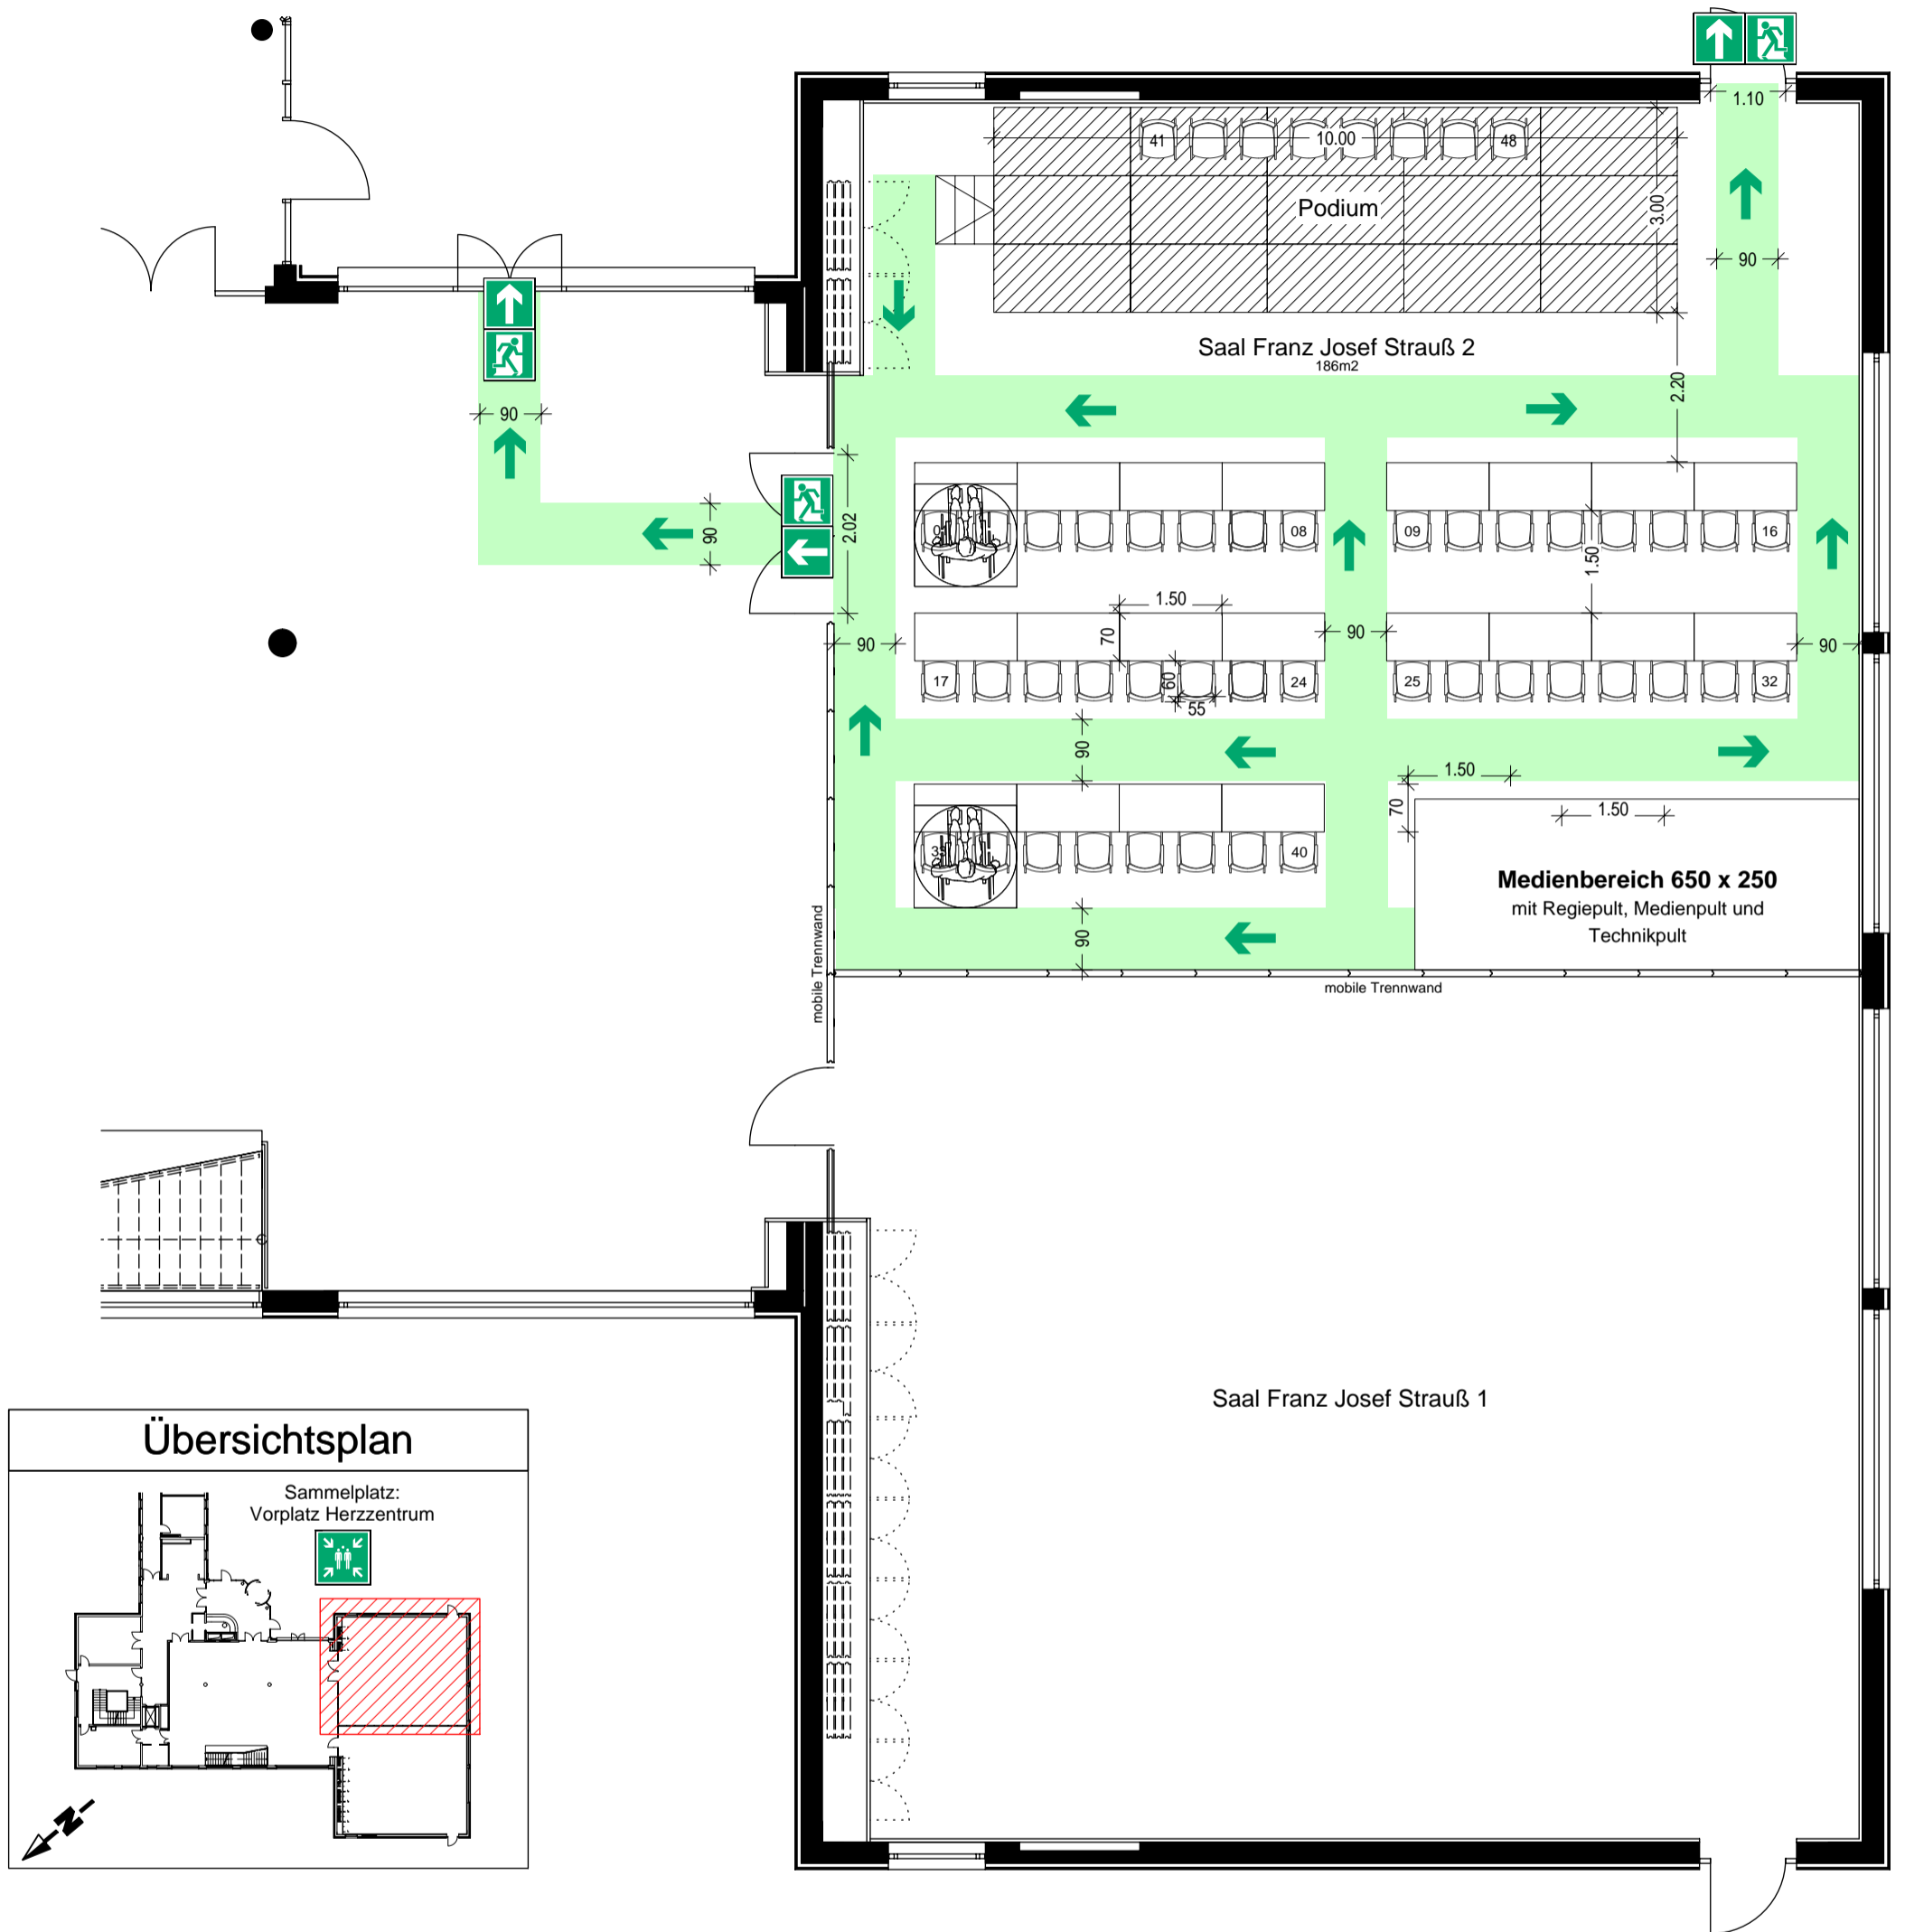 1.10
41
10.00
48
Podium
3.00
90
Saal Franz Josef Strauß 2
186m2
2.20
90
2.02
90
08
09
16
1.50
1.50
70
90
90
90
17
60
55
24
25
32
90
1.50
70
1.50
40
Medienbereich 650 x 250
mit Regiepult, Medienpult und
Technikpult
90
mobile Trennwand
mobile Trennwand
Saal Franz Josef Strauß 1
Übersichtsplan
Sammelplatz:
Vorplatz Herzzentrum
N